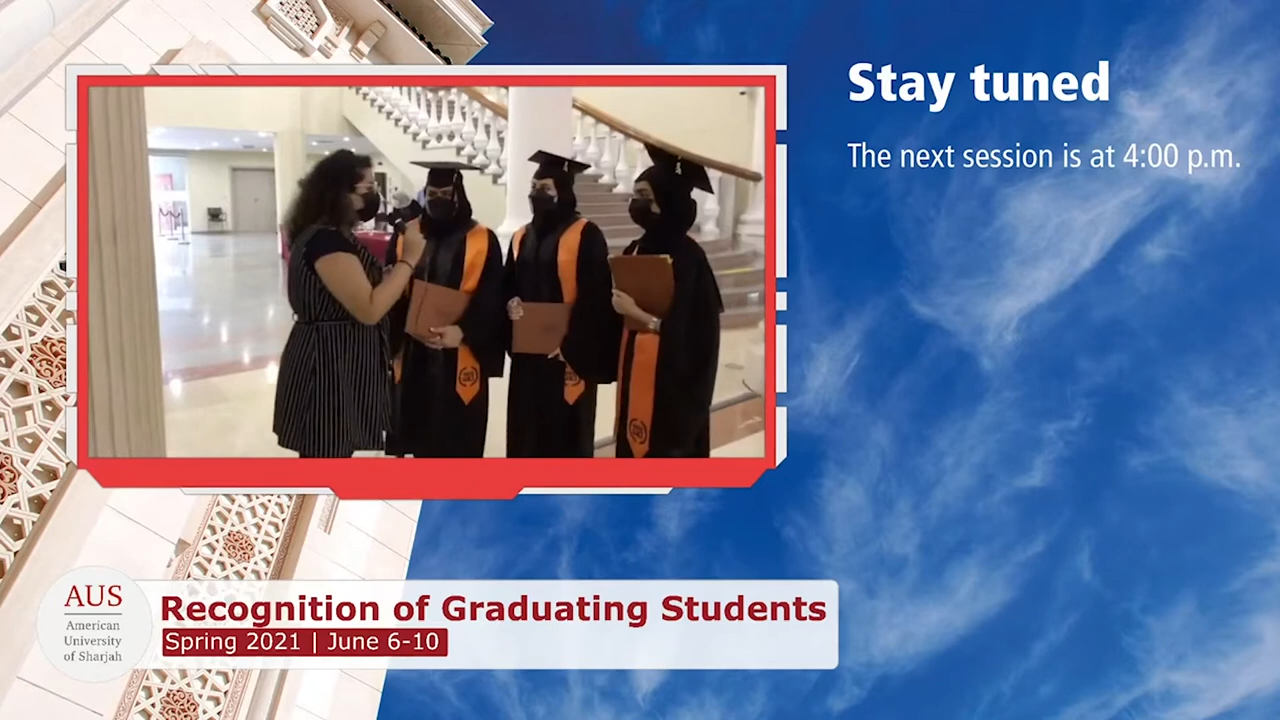 Stay tuned
The next session is at 4:00 p.m.
AUS
American
University
of Sharjah
Recognition of Graduating Students
Spring 2021 | June 6-10